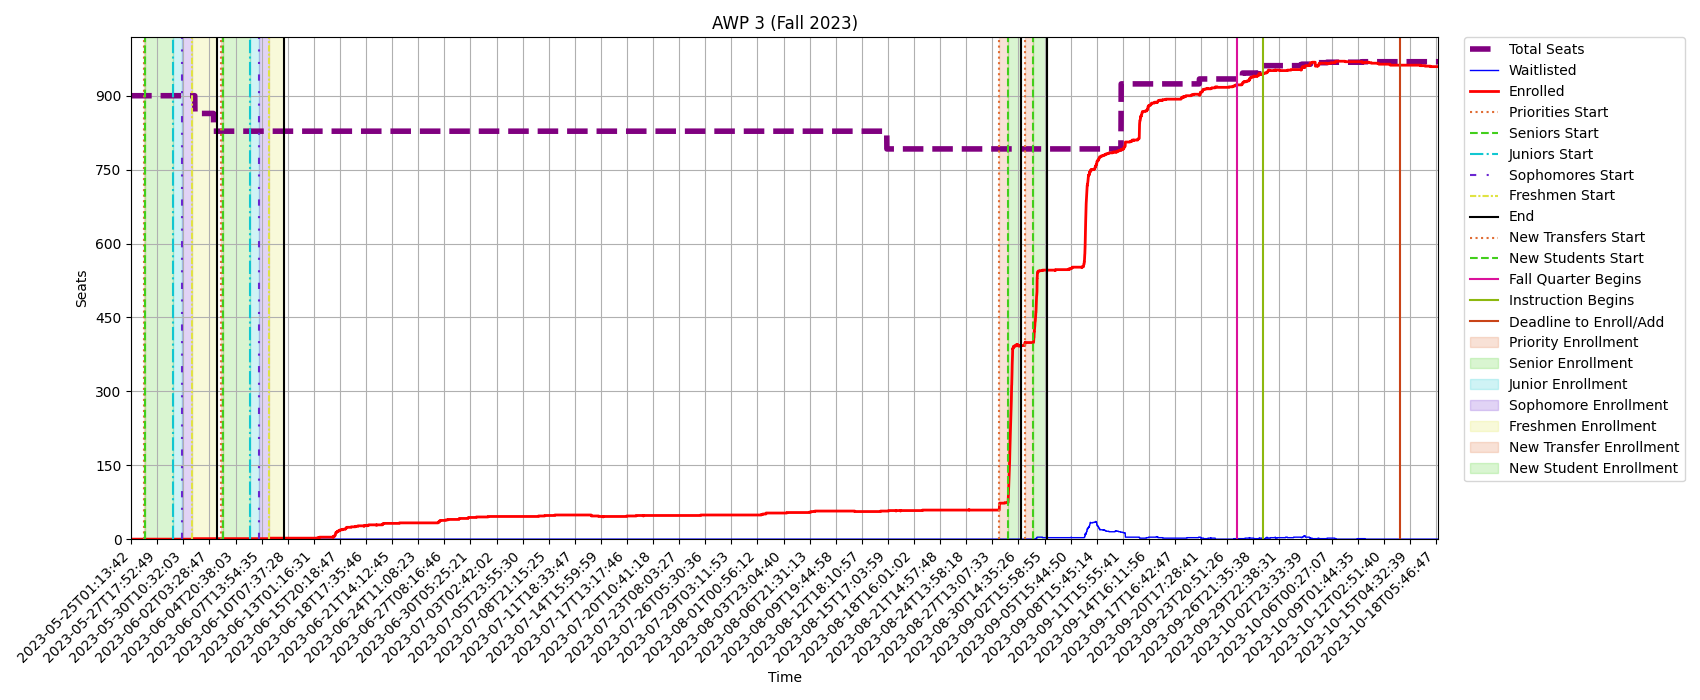 AWP 3 (Fall 2023)
Seats
900
750
600
450
300
150
0
2023-05-25T01:13:42
2023-05-27T17:52:49
2023-05-30T10:32:03
2023-06-02T03:28:47
2023-06-04T20:38:03
2023-06-07T13:54:35
2023-06-10T07:37:28
2023-06-13T01:16:31
2023-06-15T20:18:47
2023-06-18T17:35:46
2023-06-21T14:12:45
2023-06-24T11:08:23
2023-06-27T08:16:46
2023-06-30T05:25:21
2023-07-03T02:42:02
2023-07-05T23:55:30
2023-07-08T21:15:25
2023-07-11T18:33:47
2023-07-14T15:59:59
2023-07-17T13:17:46
2023-07-20T10:41:18
2023-07-23T08:03:27
2023-07-26T05:30:36
2023-07-29T03:11:53
2023-08-01T00:56:12
2023-08-03T23:04:40
2023-08-06T21:31:13
2023-08-09T19:44:58
2023-08-12T18:10:57
2023-08-15T17:03:59
2023-08-18T16:01:02
2023-08-21T14:57:48
2023-08-24T13:58:18
2023-08-27T13:07:33
2023-08-30T14:35:26
2023-09-02T15:58:55
2023-09-05T15:44:50
2023-09-08T15:45:14
2023-09-11T15:55:41
2023-09-14T16:11:56
2023-09-17T16:42:47
2023-09-20T17:28:41
2023-09-23T20:51:26
2023-09-26T21:35:38
2023-09-29T22:38:31
2023-10-02T23:33:39
2023-10-06T00:27:07
2023-10-09T01:44:35
2023-10-12T02:51:40
2023-10-15T04:32:39
2023-10-18T05:46:47
Time
Total Seats
Waitlisted
Enrolled
Priorities Start
Seniors Start
Juniors Start
Sophomores Start
Freshmen Start
End
New Transfers Start
New Students Start
Fall Quarter Begins
Instruction Begins
Deadline to Enroll/Add
Priority Enrollment
Senior Enrollment
Junior Enrollment
Sophomore Enrollment
Freshmen Enrollment
New Transfer Enrollment
New Student Enrollment